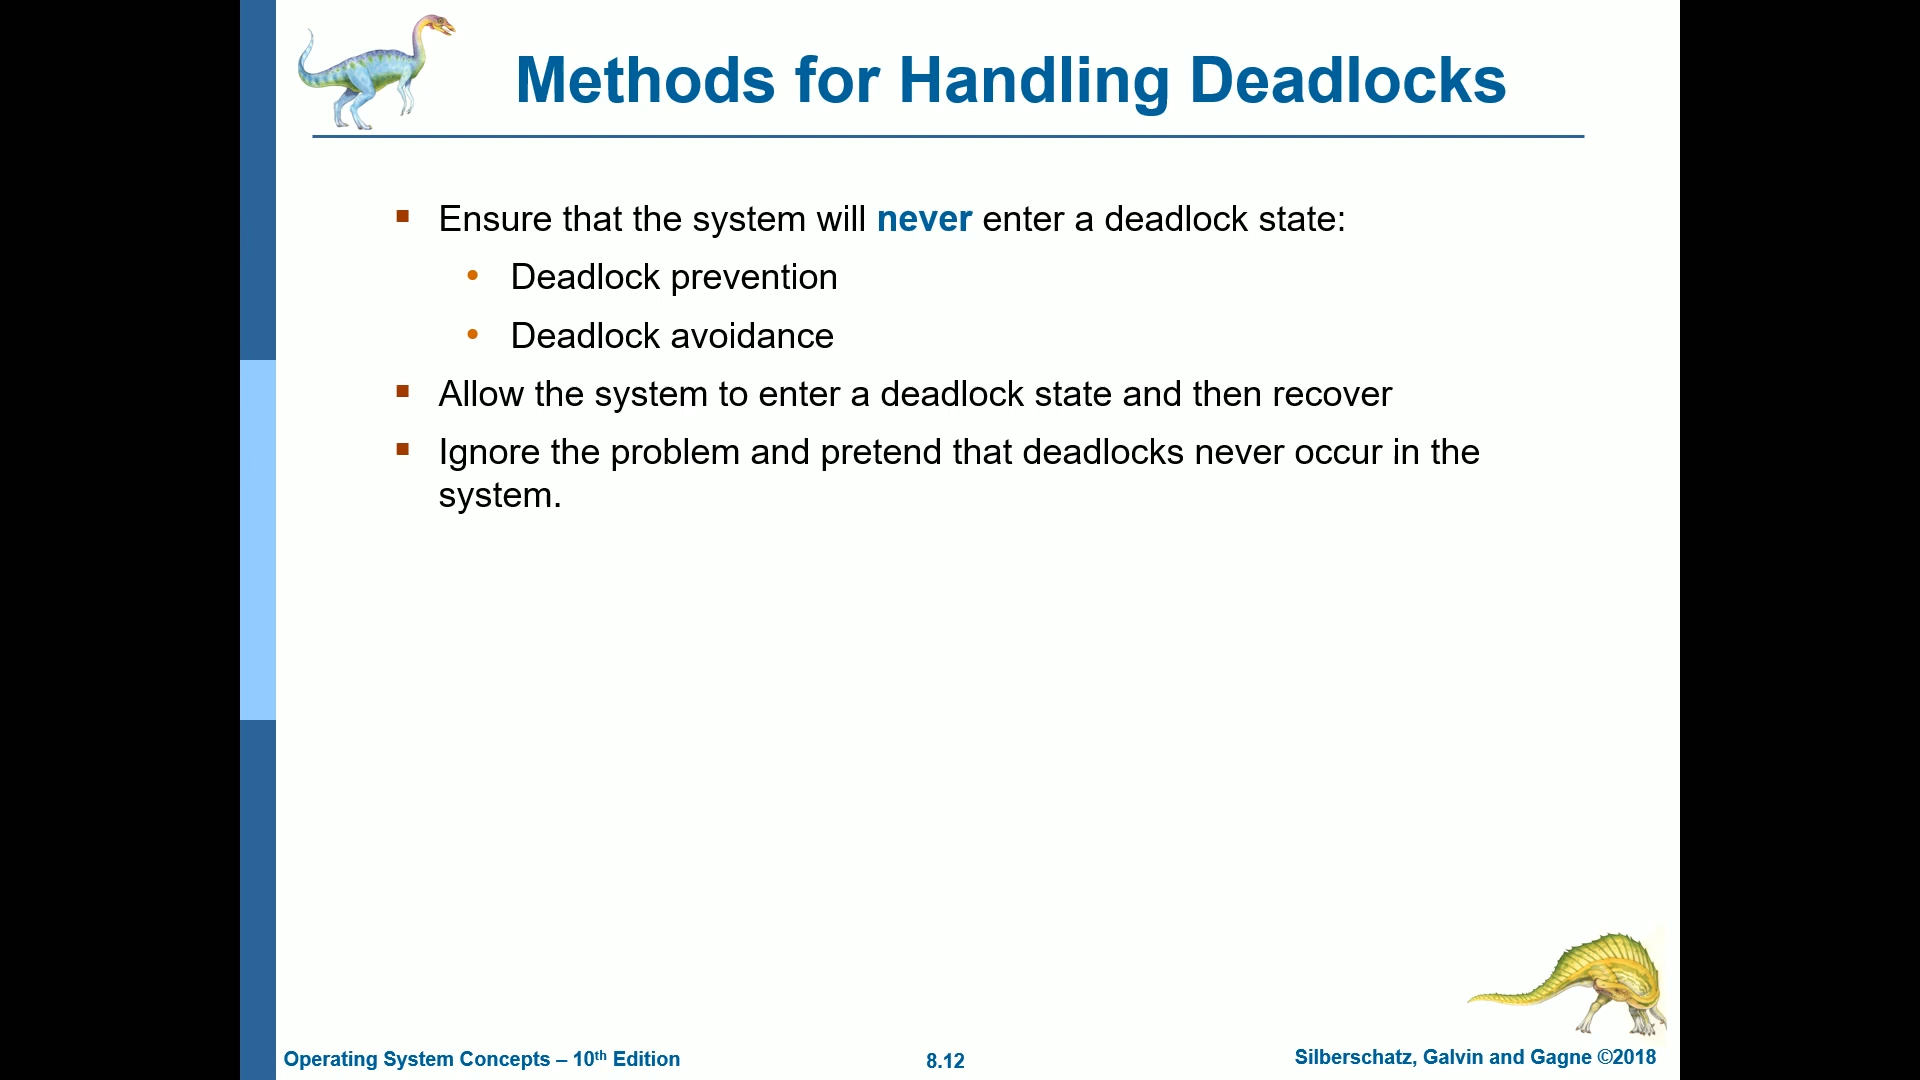 Methods for Handling Deadlocks
▪ Ensure that the system will never enter a deadlock state:
• Deadlock prevention
• Deadlock avoidance
▪ Allow the system to enter a deadlock state and then recover
▪ Ignore the problem and pretend that deadlocks never occur in the
system.
Operating System Concepts – 10th Edition
8.12
Silberschatz, Galvin and Gagne ©2018